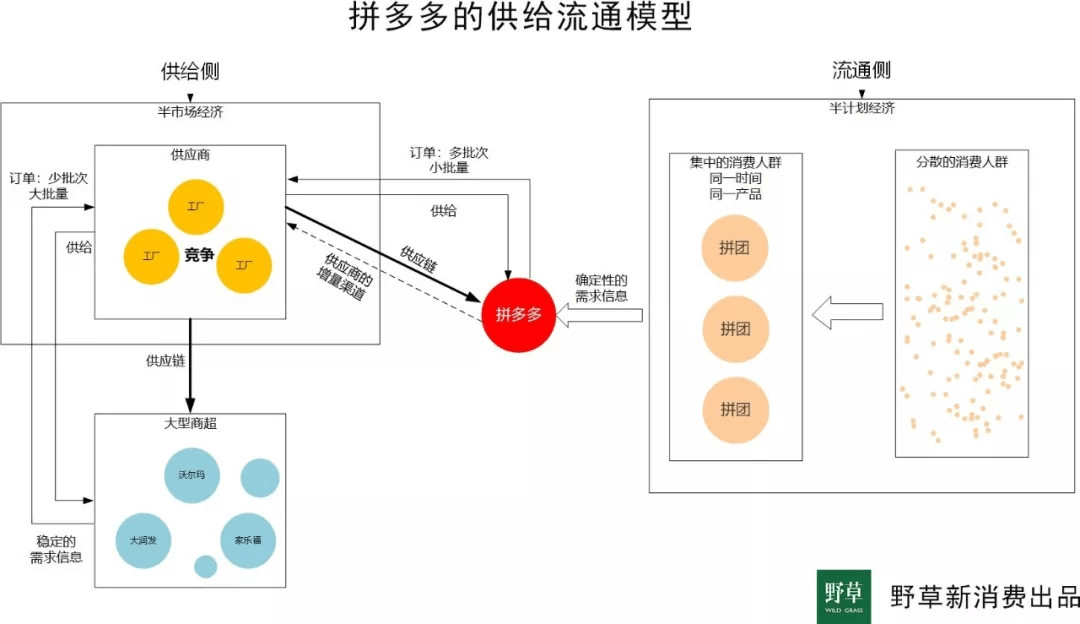 拼多多的供给流通模型
供给侧
流通侧
半市场经济
半计划经济
供应商
工厂
工厂
竞争
工厂
订单：少批次
大批量
供给
订单：多批次
小批量
供给
供应链
供应商的
增量渠道
拼多多
确定性的
需求信息
集中的消费人群
同一时间
同一产品
拼团
拼团
拼团
分散的消费人群
供应链
大型商超
沃尔玛
大润发
家乐福
稳定的
需求信息
野草
WILD GRASS
野草新消费出品